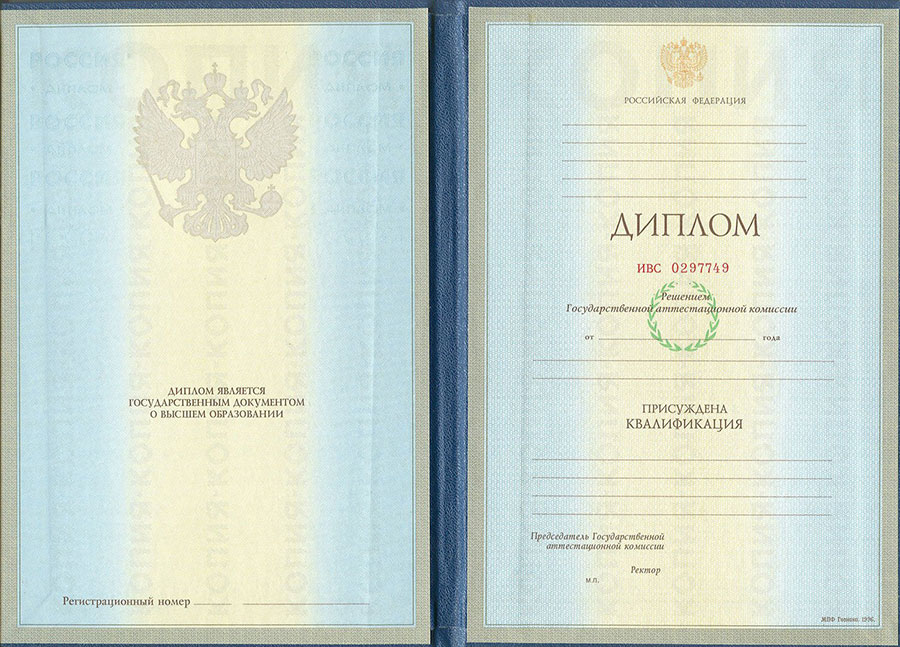 ДИПЛОМ ЯВЛЯЕТСЯ
ГОСУДАРСТВЕННЫМ ДОКУМЕНТОМ
О ВЫСШЕМ ОБРАЗОВАНИИ
Регистрационный номер
РОССИЙСКАЯ ФЕДЕРАЦИЯ
ДИПЛОМ
ИВС 0297749
Решением
Государственной аттестационной комиссии
от года
ПРИСУЖДЕНА
КВАЛИФИКАЦИЯ
Председатель Государственной
аттестационной комиссии
Ректор
М.П.
1996.